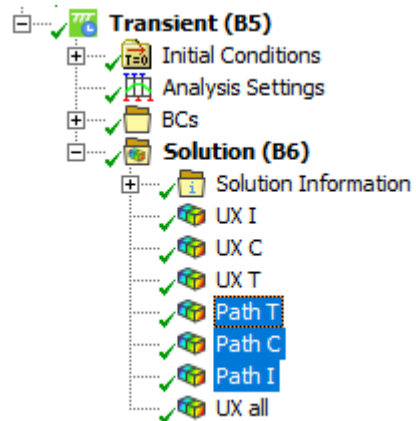 Transient (B5)
T=0 Initial Conditions
Analysis Settings
BCs
Solution (B6)
i Solution Information
UX I
UX C
UX T
Path T
Path C
Path I
UX all